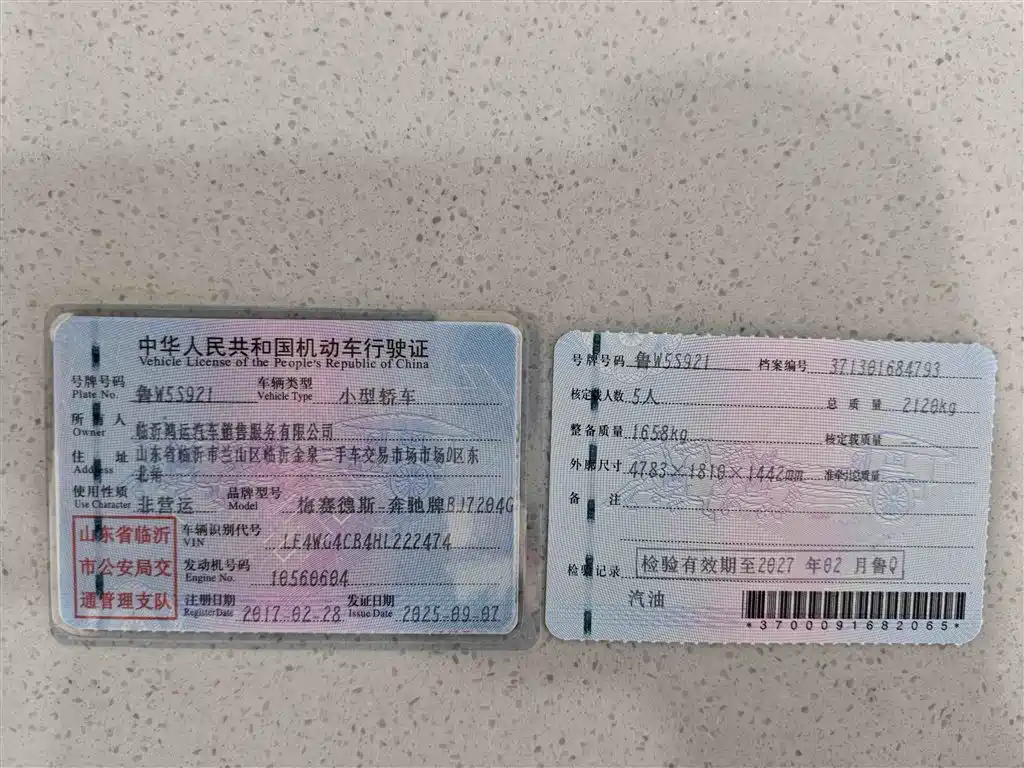 中华人民共和国机动车行驶证
Vehicle License of the People's Republic of China
号牌号码 鲁W5S921 车辆类型 小型轿车
Plate No. Vehicle Type
所有人 临沂鸿运汽车销售服务有限公司
Owner
住址 山东省临沂市兰山区临沂金泉二手车交易市场市场D区东
Address 北岸
使用性质 非营运 品牌型号 梅赛德斯-奔驰牌BJ7204G
Use Character Model
山东省临沂
市公安局交
通管理支队
车辆识别代号 LE4WG4CB4HL222474
VIN
发动机号码 10560604
Engine No.
注册日期 2017-02-28 发证日期 2025-09-07
Register Date Issue Date
号牌号码 鲁W5S921 档案编号 371301684793
核定载人数 5人 总质量 2120kg
整备质量 1658kg 核定载质量
外廓尺寸 4783×1810×1442mm 准牵引总质量
备注
检验记录 检验有效期至2027年02月鲁Q
汽油
*3700091682065*